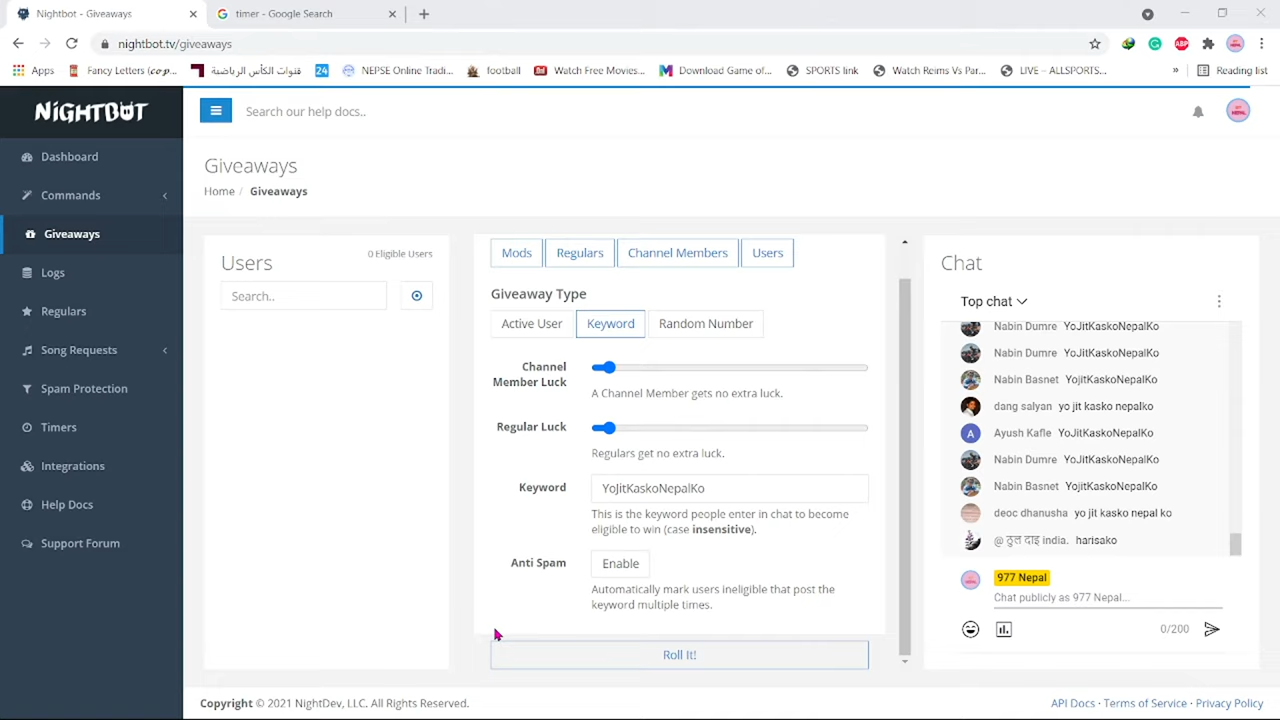 Nightbot - Giveaways
timer - Google Search
nightbot.tv/giveaways
Apps
Fancy Letters (𝓬𝓸𝓹...
قنوات الكأس الرياضية
24
NEPSE Online Tradi...
football
Watch Free Movies...
Download Game of...
SPORTS link
Watch Reims Vs Par...
LIVE – ALLSPORTS...
»
Reading list
NIGHTBOT
Search our help docs..
Dashboard
Commands
Giveaways
Logs
Regulars
Song Requests
Spam Protection
Timers
Integrations
Help Docs
Support Forum
Giveaways
Home / Giveaways
Users
0 Eligible Users
Search..
Mods
Regulars
Channel Members
Users
Giveaway Type
Active User
Keyword
Random Number
Channel
Member Luck
A Channel Member gets no extra luck.
Regular Luck
Regulars get no extra luck.
Keyword
YoJitKaskoNepalKo
This is the keyword people enter in chat to become
eligible to win (case insensitive).
Anti Spam
Enable
Automatically mark users ineligible that post the
keyword multiple times.
Roll It!
Chat
Top chat
Nabin Dumre YoJitKaskoNepalKo
Nabin Dumre YoJitKaskoNepalKo
Nabin Basnet YojitKaskoNepalKo
dang salyan yo jit kasko nepalko
A Ayush Kafle YoJitKaskoNepalKo
Nabin Dumre YoJitKaskoNepalKo
Nabin Basnet YojitKaskoNepalKo
deoc dhanusha yo jit kasko nepal ko
@ ठुल दाइ india. harisako
977 Nepal
Chat publicly as 977 Nepal...
0/200
Copyright © 2021 NightDev, LLC. All Rights Reserved.
API Docs · Terms of Service · Privacy Policy